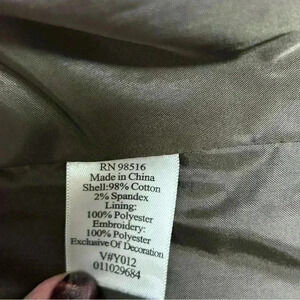 RN 98516
Made in China
Shell:98% Cotton
2% Spandex
Lining:
100% Polyester
Embroidery:
100% Polyester
Exclusive Of Decoration
V#Y012
011029684